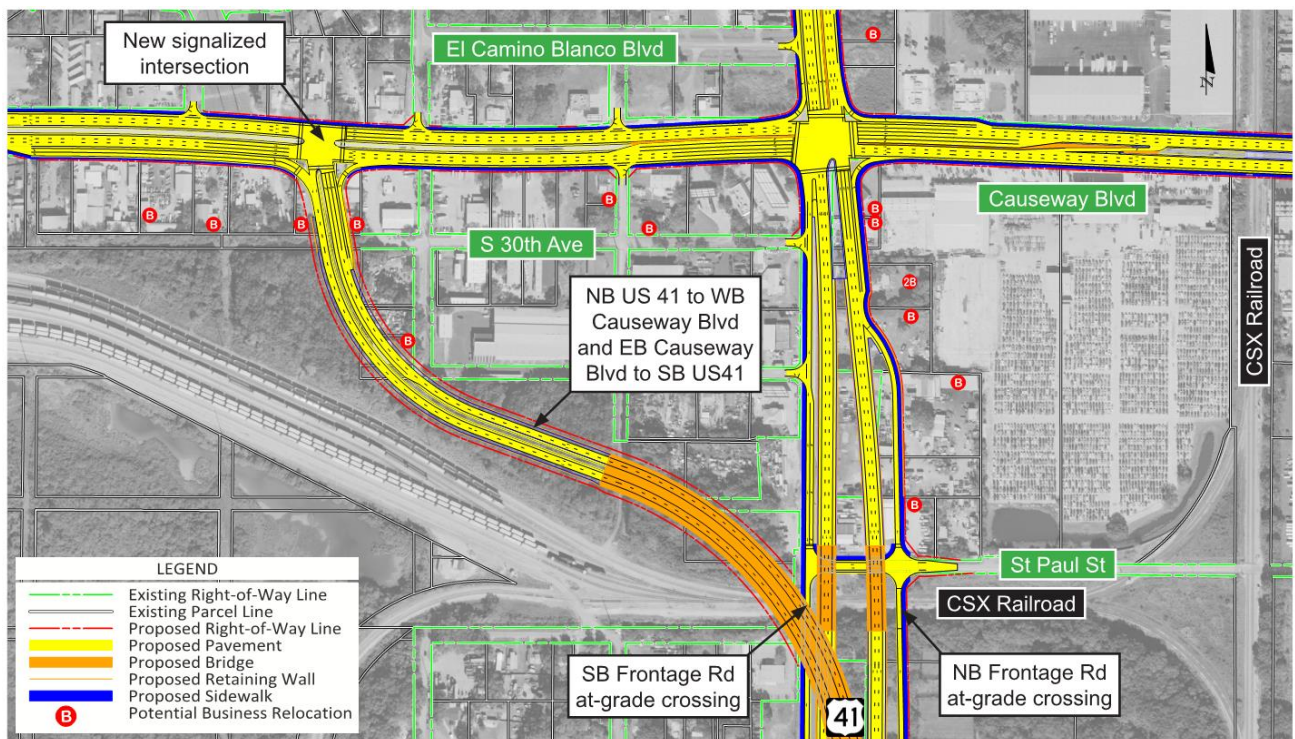 New signalized
intersection
El Camino Blanco Blvd
B
N
Causeway Blvd
B
B
B
B
B
B
B
B
S 30th Ave
2B
B
NB US 41 to WB
Causeway Blvd
and EB Causeway
Blvd to SB US41
CSX Railroad
B
B
B
St Paul St
CSX Railroad
SB Frontage Rd
at-grade crossing
NB Frontage Rd
at-grade crossing
41
LEGEND
Existing Right-of-Way Line
Existing Parcel Line
Proposed Right-of-Way Line
Proposed Pavement
Proposed Bridge
Proposed Retaining Wall
Proposed Sidewalk
B Potential Business Relocation